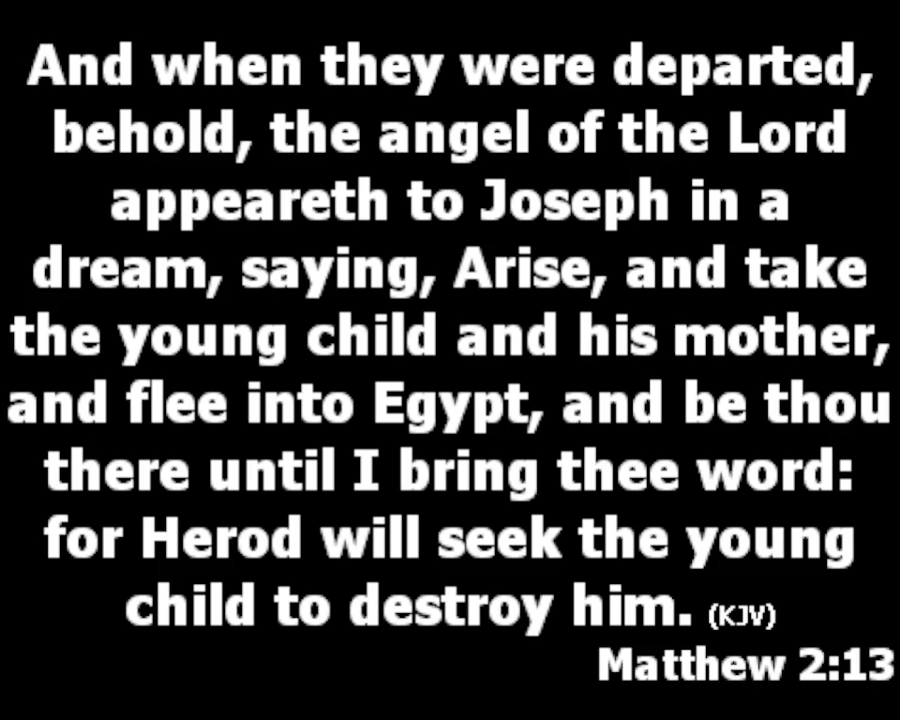 And when they were departed,
behold, the angel of the Lord
appeareth to Joseph in a
dream, saying, Arise, and take
the young child and his mother,
and flee into Egypt, and be thou
there until I bring thee word:
for Herod will seek the young
child to destroy him. (KJV)
Matthew 2:13